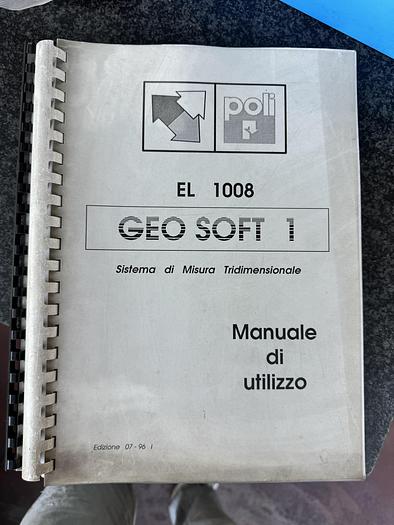 poli
EL 1008
GEO SOFT 1
Sistema di Misura Tridimensionale
Manuale
di
utilizzo
Edizione 07-96 I